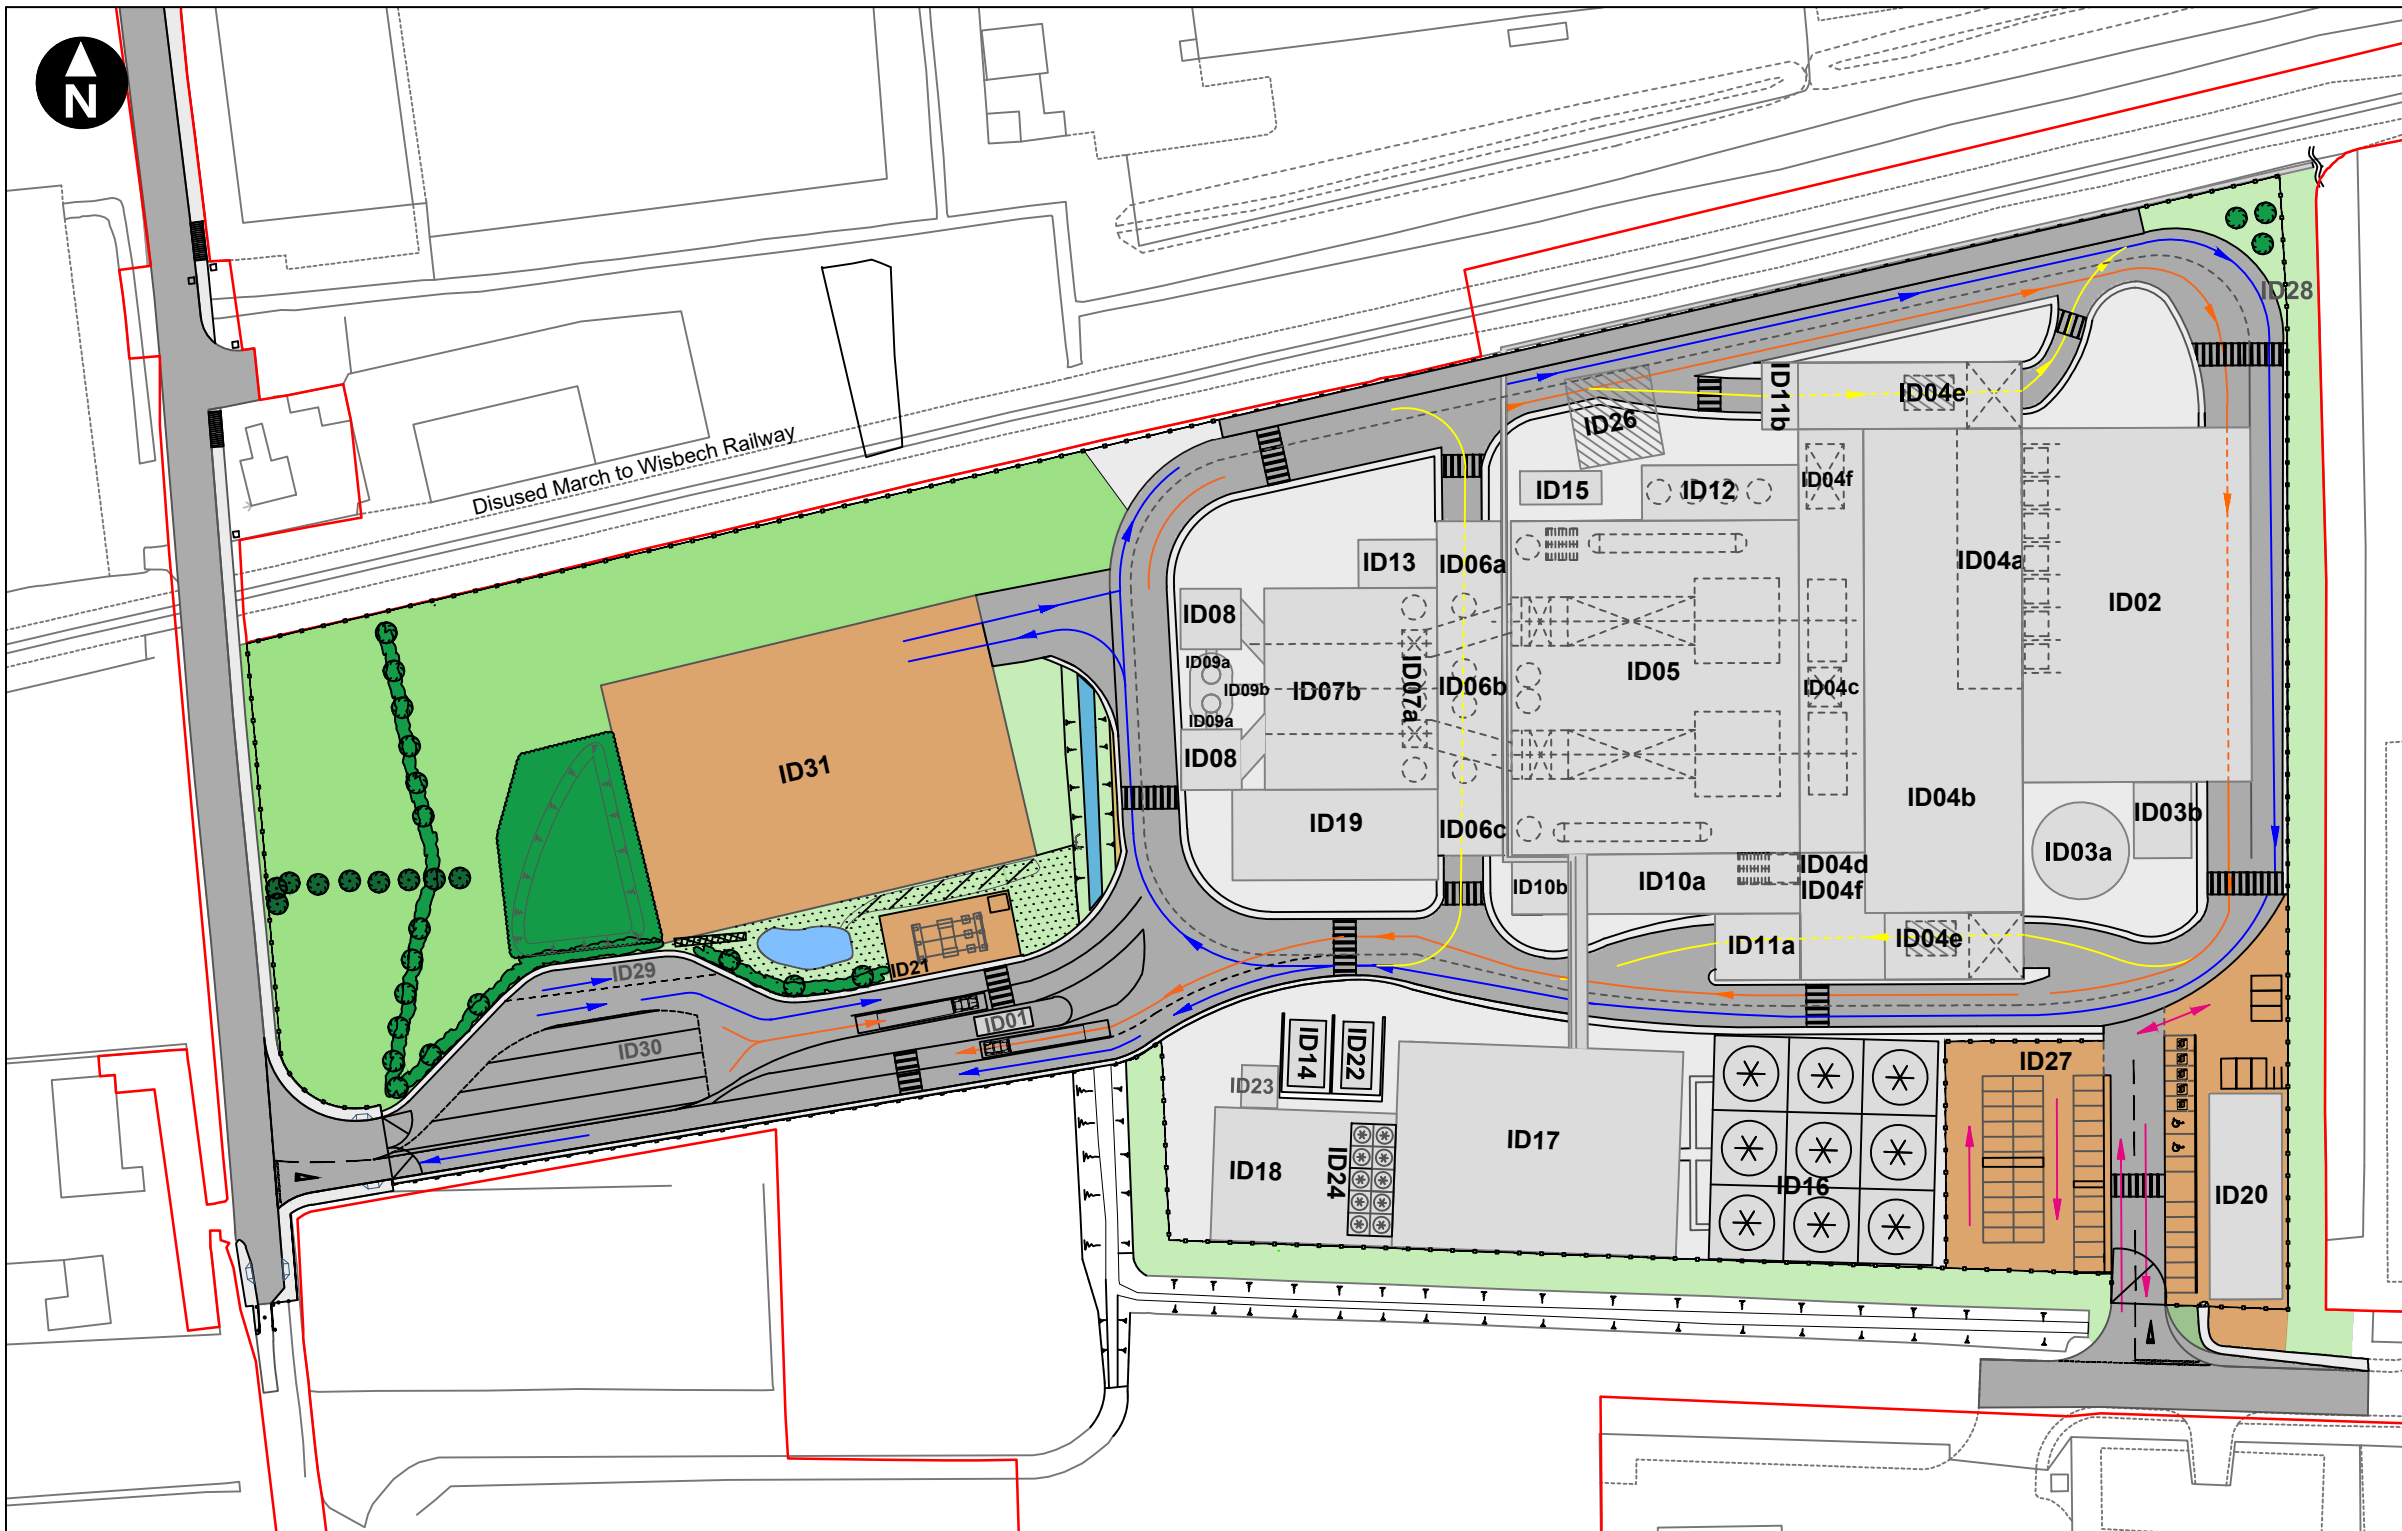 N
Disused March to Wisbech Railway
ID28
ID11b
ID04e
ID26
ID15
ID12
ID04f
ID13
ID06a
ID04a
ID02
ID08
ID09a
ID09b
ID07b
ID07a
ID06b
ID05
ID04c
ID09a
ID08
ID31
ID19
ID06c
ID04b
ID03b
ID03a
ID10b
ID10a
ID04d
ID04f
ID11a
ID04e
ID29
ID21
ID01
ID30
ID14
ID22
ID23
ID27
ID18
ID24
ID17
ID16
ID20